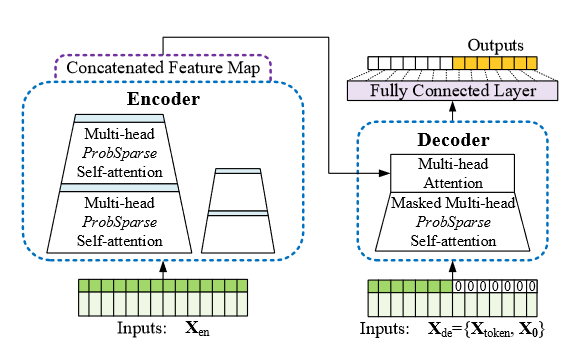 Outputs
Concatenated Feature Map
Fully Connected Layer
Encoder
Multi-head
ProbSparse
Self-attention
Multi-head
ProbSparse
Self-attention
Decoder
Multi-head
Attention
Masked Multi-head
ProbSparse
Self-attention
0 0 0 0 0 0 0
Inputs: Xen
Inputs: Xde={Xtoken, X0}